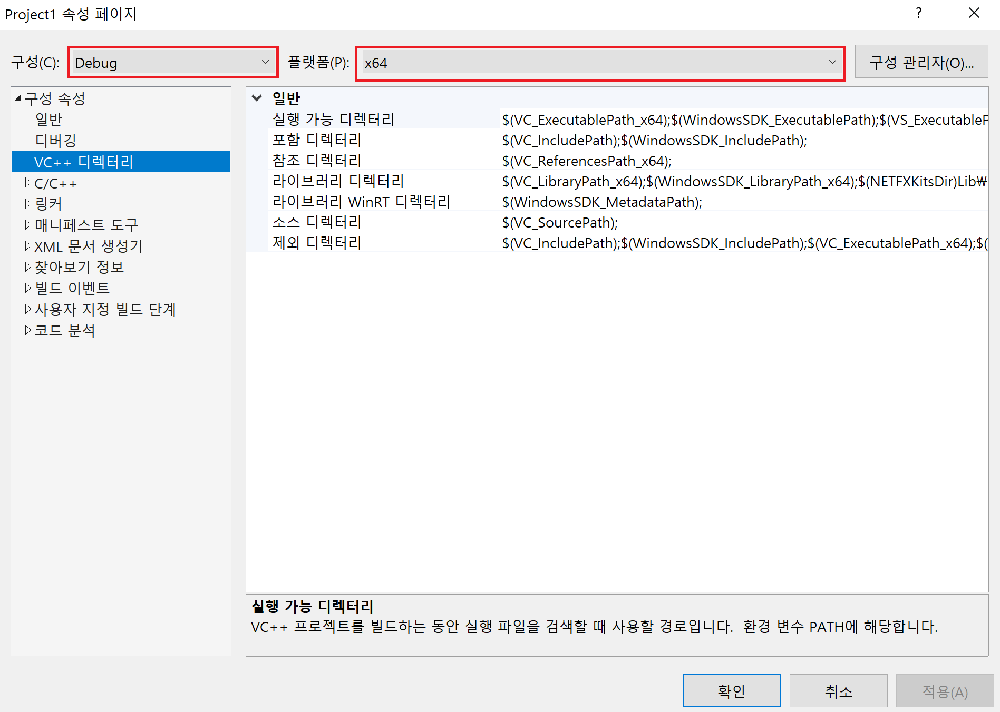 Project1 속성 페이지
?
구성(C): Debug 플랫폼(P): x64 구성 관리자(O)...
구성 속성
일반
디버깅
VC++ 디렉터리
C/C++
링커
매니페스트 도구
XML 문서 생성기
찾아보기 정보
빌드 이벤트
사용자 지정 빌드 단계
코드 분석
일반
실행 가능 디렉터리 $(VC_ExecutablePath_x64);$(WindowsSDK_ExecutablePath);$(VS_ExecutableP
포함 디렉터리 $(VC_IncludePath);$(WindowsSDK_IncludePath);
참조 디렉터리 $(VC_ReferencesPath_x64);
라이브러리 디렉터리 $(VC_LibraryPath_x64);$(WindowsSDK_LibraryPath_x64);$(NETFXKitsDir)Lib₩
라이브러리 WinRT 디렉터리 $(WindowsSDK_MetadataPath);
소스 디렉터리 $(VC_SourcePath);
제외 디렉터리 $(VC_IncludePath);$(WindowsSDK_IncludePath);$(VC_ExecutablePath_x64);$(
실행 가능 디렉터리
VC++ 프로젝트를 빌드하는 동안 실행 파일을 검색할 때 사용할 경로입니다. 환경 변수 PATH에 해당합니다.
확인 취소 적용(A)